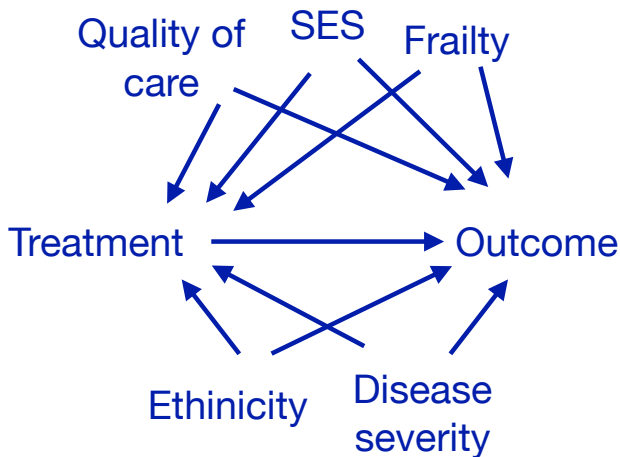 Quality of
care
SES
Frailty
Treatment
Outcome
Ethinicity
Disease
severity